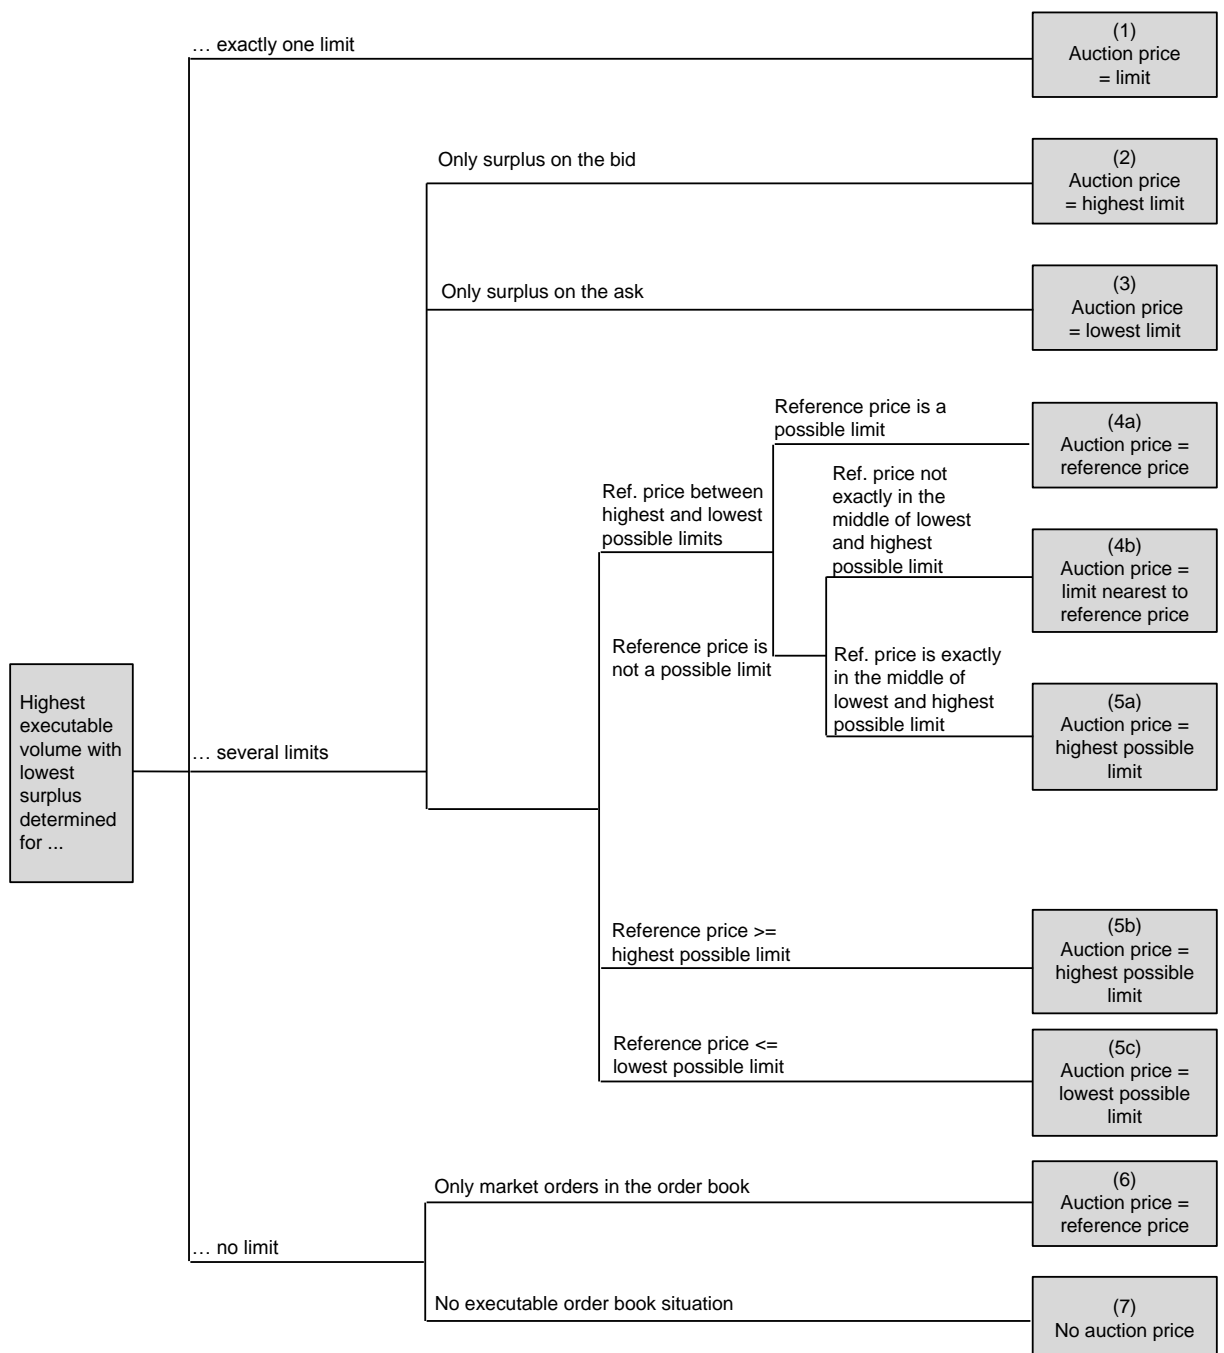 … exactly one limit
(1)
Auction price
= limit
Only surplus on the bid
(2)
Auction price
= highest limit
Only surplus on the ask
(3)
Auction price
= lowest limit
Reference price is a
possible limit
(4a)
Auction price =
reference price
Ref. price between
highest and lowest
possible limits
Ref. price not
exactly in the
middle of lowest
and highest
possible limit
(4b)
Auction price =
limit nearest to
reference price
Reference price is
not a possible limit
Ref. price is exactly
in the middle of
lowest and highest
possible limit
(5a)
Auction price =
highest possible
limit
Highest
executable
volume with
lowest
surplus
determined
for ...
… several limits
Reference price >=
highest possible limit
(5b)
Auction price =
highest possible
limit
Reference price <=
lowest possible limit
(5c)
Auction price =
lowest possible
limit
Only market orders in the order book
(6)
Auction price =
reference price
… no limit
No executable order book situation
(7)
No auction price